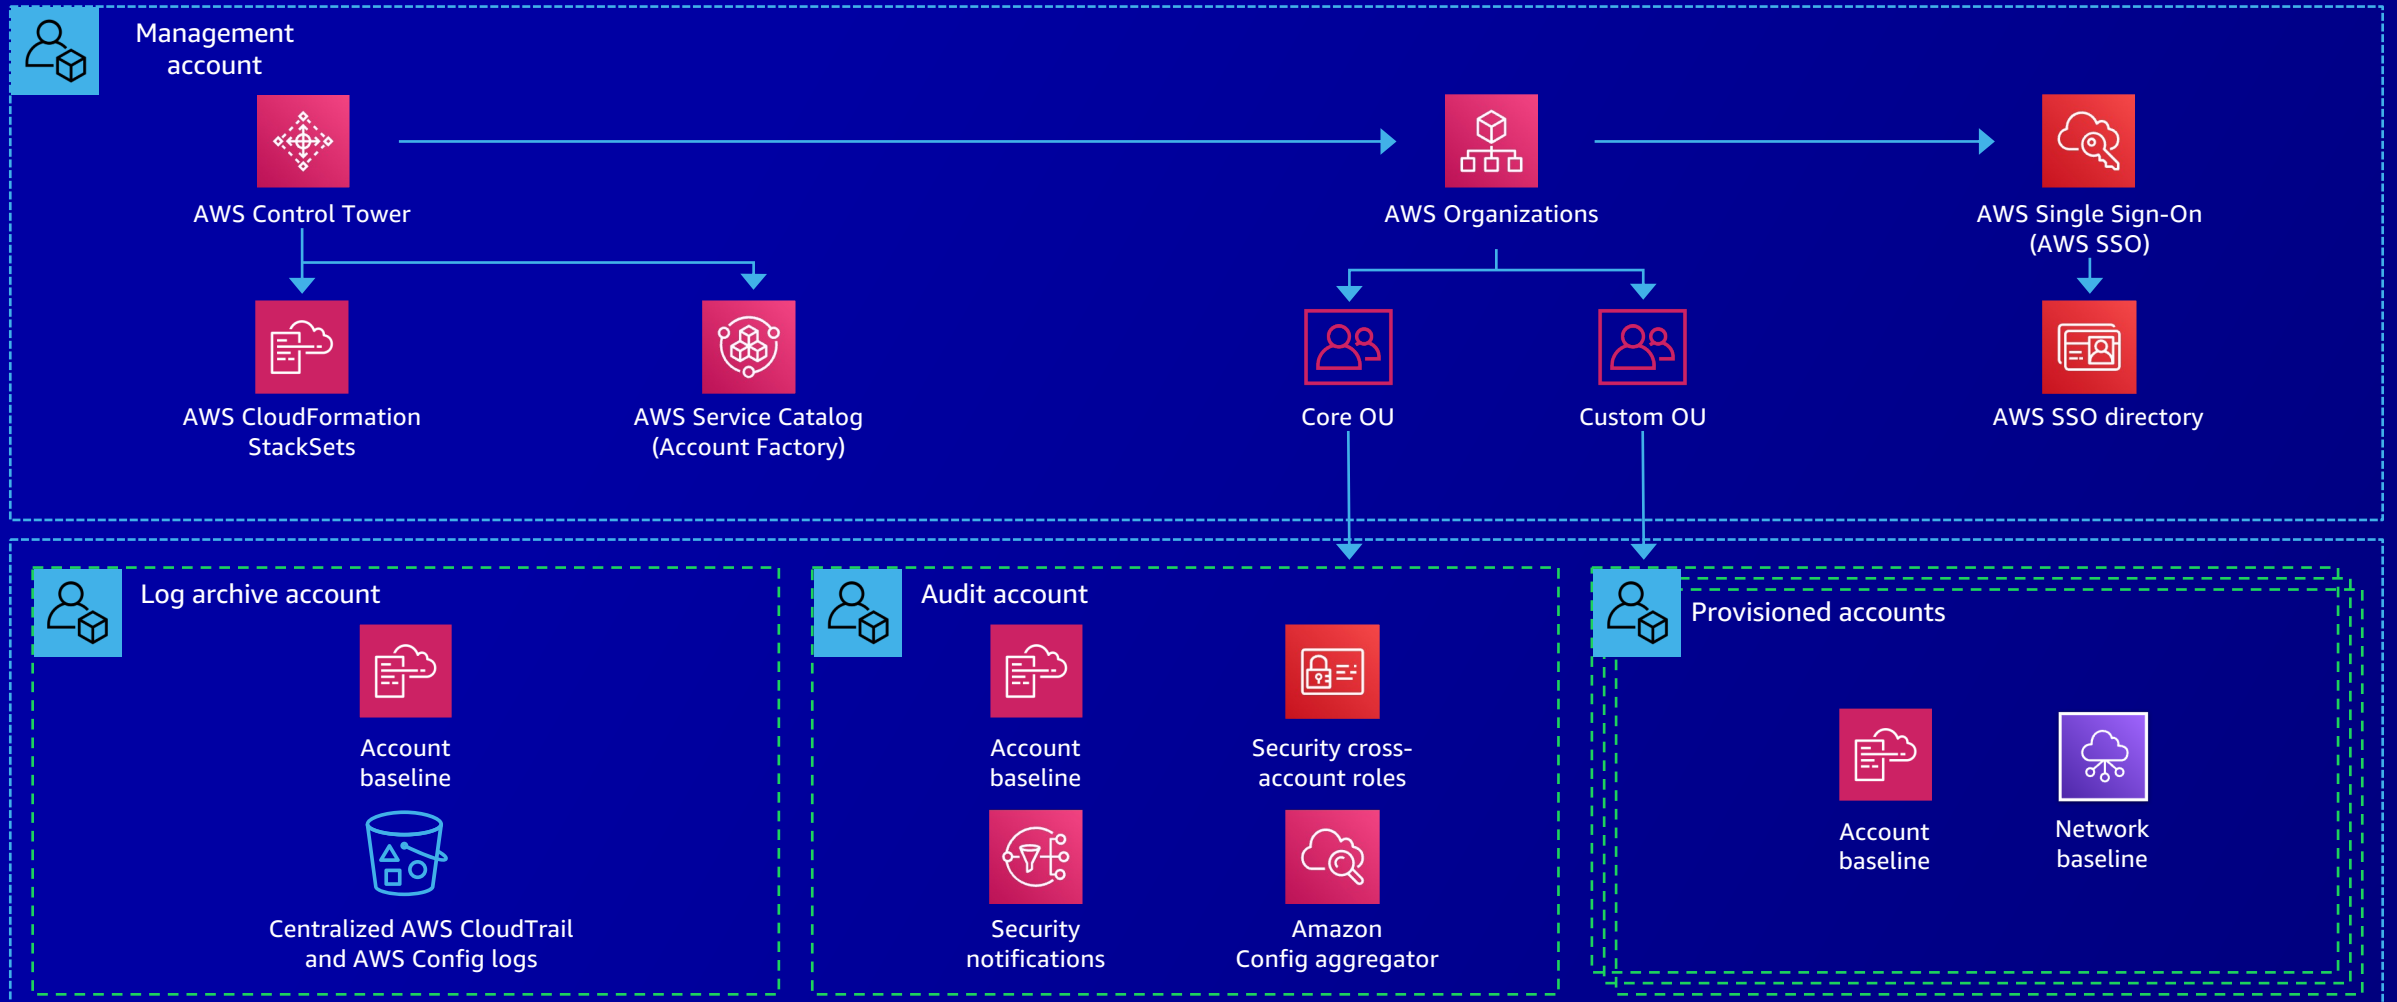 Management
account
AWS Control Tower
AWS Organizations
AWS Single Sign-On
(AWS SSO)
AWS CloudFormation
StackSets
AWS Service Catalog
(Account Factory)
Core OU
Custom OU
AWS SSO directory
Log archive account
Account
baseline
Centralized AWS CloudTrail
and AWS Config logs
Audit account
Account
baseline
Security cross-
account roles
Security
notifications
Amazon
Config aggregator
Provisioned accounts
Account
baseline
Network
baseline